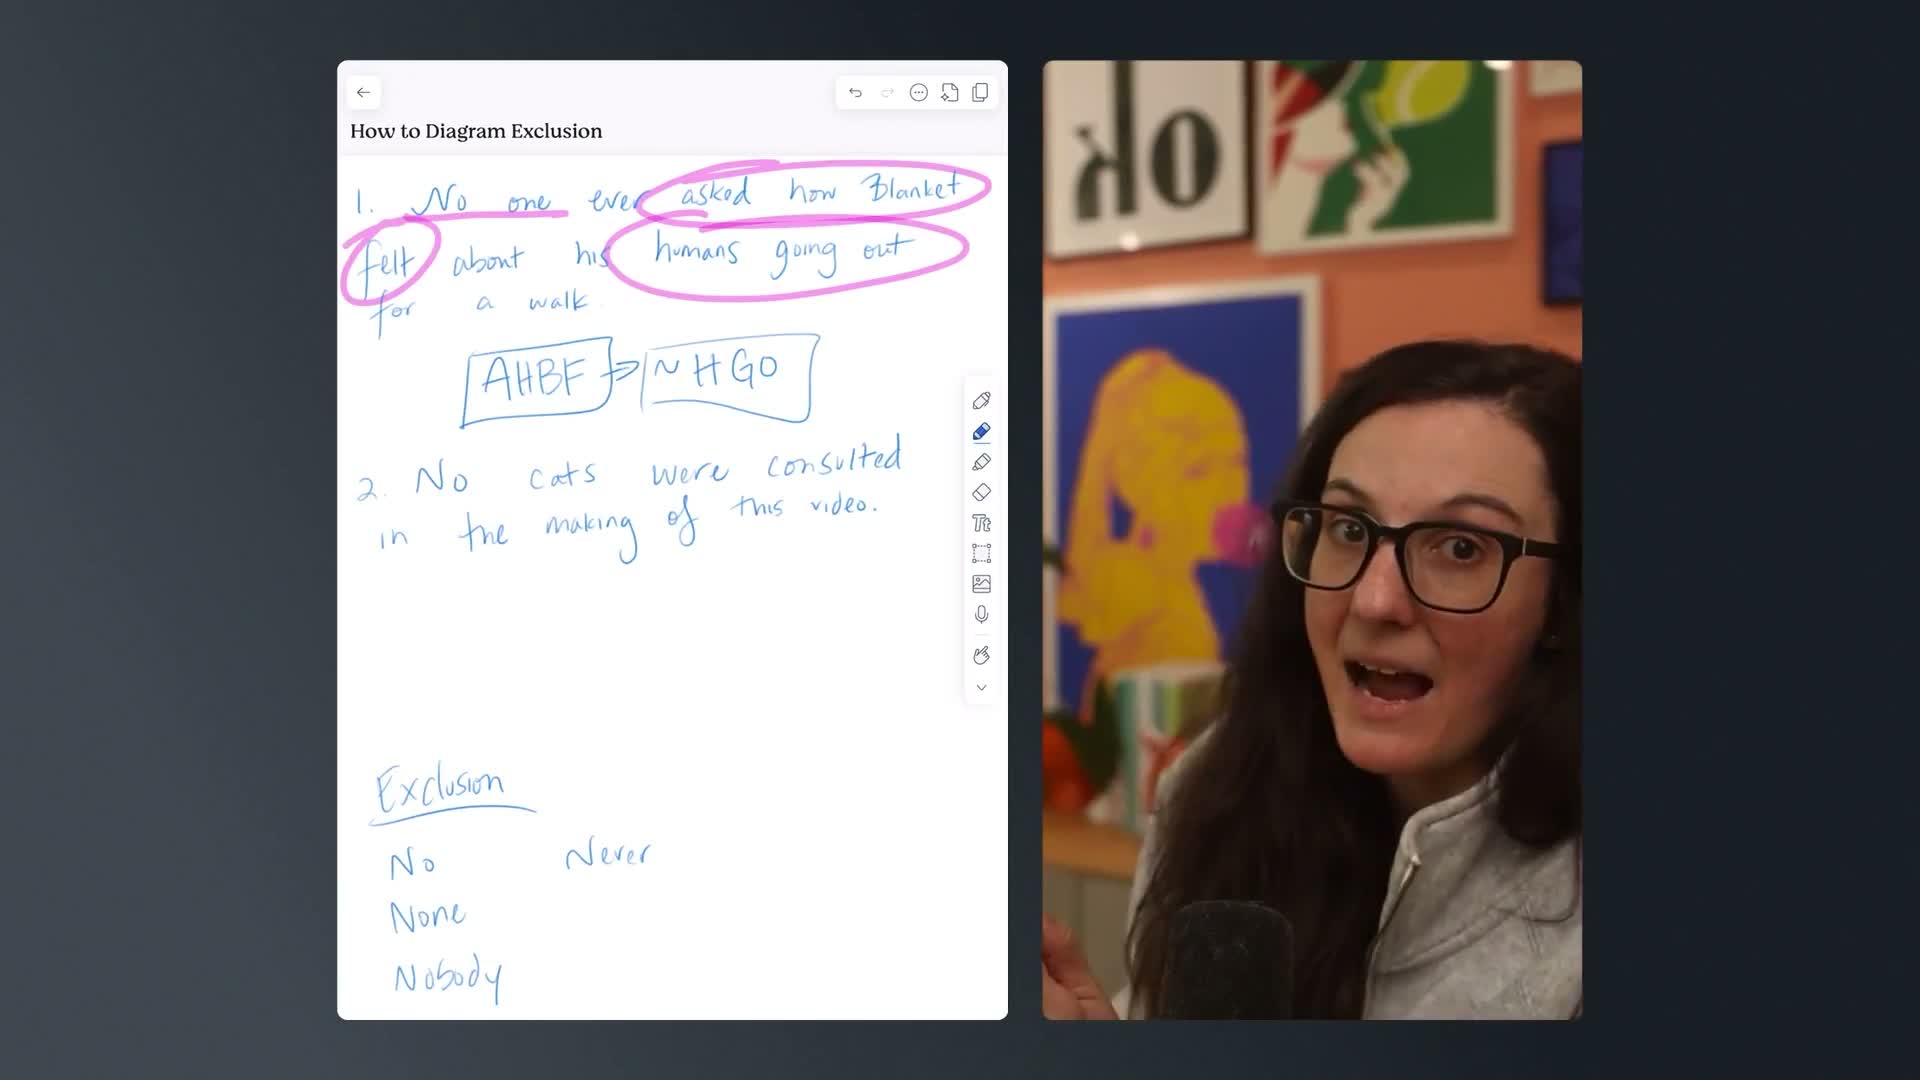 How to Diagram Exclusion
1. No one ever asked how Blanket
felt about his humans going out
for a walk.
AHBF → ~HGO
2. No cats were consulted
in the making of this video.
Exclusion
No Never
None
Nobody
Tt
OK